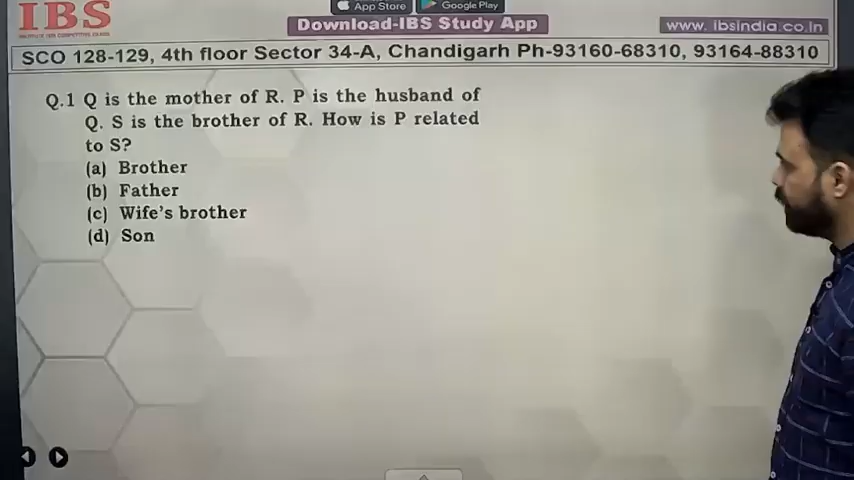 IBS
App Store Google Play
Download-IBS Study App
www. ibsindia.co.in
SCO 128-129, 4th floor Sector 34-A, Chandigarh Ph-93160-68310, 93164-88310
Q.1 Q is the mother of R. P is the husband of
Q. S is the brother of R. How is P related
to S?
(a) Brother
(b) Father
(c) Wife's brother
(d) Son